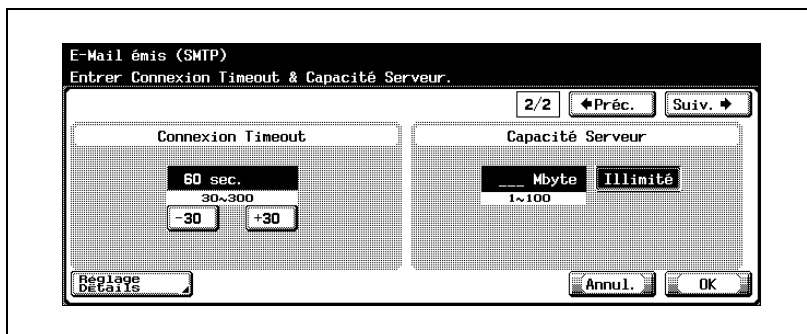 E-Mail émis (SMTP)
Entrer Connexion Timeout & Capacité Serveur.
2/2 ←Préc. Suiv. →
Connexion Timeout
Capacité Serveur
60 sec.
30~300
-30 +30
___ Mbyte Illimité
1~100
Réglage
Détails
Annul. OK